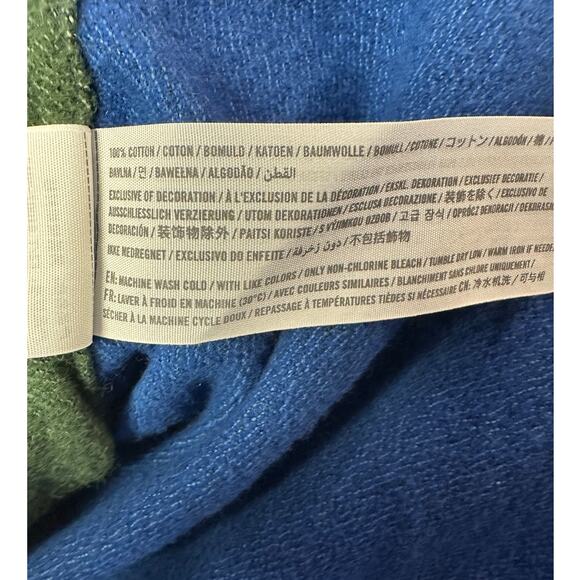 100% COTTON / COTON / BOMULD / KATOEN / BAUMWOLLE / BOMULL / COTONE / コットン / ALGODÓN / 棉 /
BAVLNA / 면 / BAWEŁNA / ALGODÃO / القطن
EXCLUSIVE OF DECORATION / À L'EXCLUSION DE LA DÉCORATION / EKSKL. DEKORATION / EXCLUSIEF DECORATIE /
AUSSCHLIESSLICH VERZIERUNG / UTOM DEKORATIONEN / ESCLUSA DECORAZIONE / 装飾を除く / EXCLUSIVO DE
DECORACIÓN / 装饰物除外 / PAITSI KORISTE / S VÝJIMKOU OZDOB / 고급 장식 / OPRÓCZ DEKORACJI / DEKORASJON
IKKE MEDREGNET / EXCLUSIVO DO ENFEITE / دون زخرفة / 不包括飾物
EN: MACHINE WASH COLD / WITH LIKE COLORS / ONLY NON-CHLORINE BLEACH / TUMBLE DRY LOW / WARM IRON IF NEEDED
FR: LAVER À FROID EN MACHINE (30°C) / AVEC COULEURS SIMILAIRES / BLANCHIMENT SANS CHLORE UNIQUEMENT /
SÉCHER À LA MACHINE CYCLE DOUX / REPASSAGE À TEMPÉRATURES TIÈDES SI NÉCESSAIRE CN: 冷水机洗 /